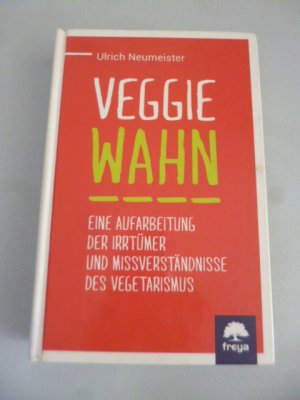 Ulrich Neumeister
VEGGIE
WAHN
EINE AUFARBEITUNG
DER IRRTÜMER
UND MISSVERSTÄNDNISSE
DES VEGETARISMUS
freya